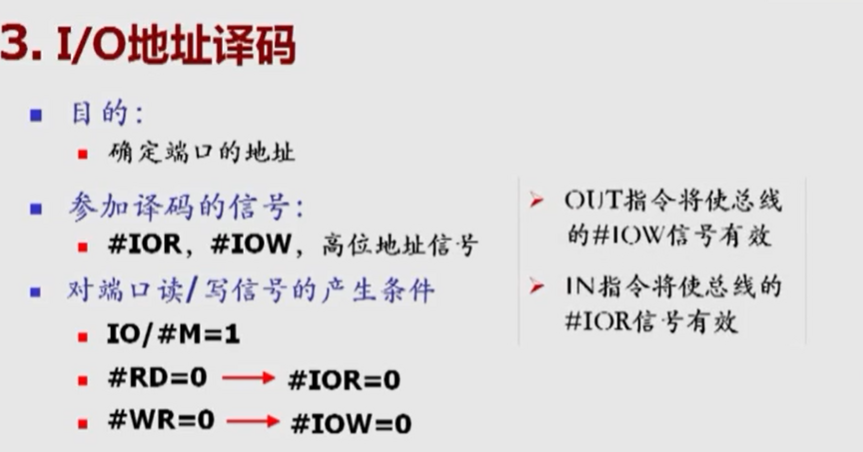 3. I/O地址译码
目的：
确定端口的地址
参加译码的信号：
#IOR，#IOW，高位地址信号
对端口读/写信号的产生条件
IO/#M=1
#RD=0 → #IOR=0
#WR=0 → #IOW=0
OUT指令将使总线
的#IOW信号有效
IN指令将使总线的
#IOR信号有效